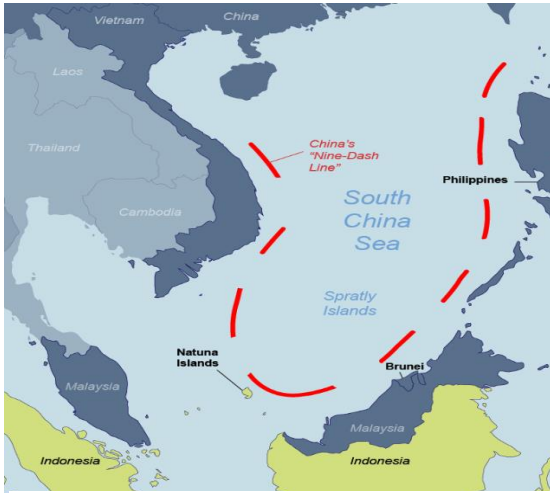 Vietnam
China
Laos
China's
"Nine-Dash
Line"
Thailand
Philippines
South
China
Sea
Cambodia
Spratly
Islands
Natuna
Islands
Brunei
Malaysia
Malaysia
Indonesia
Indonesia